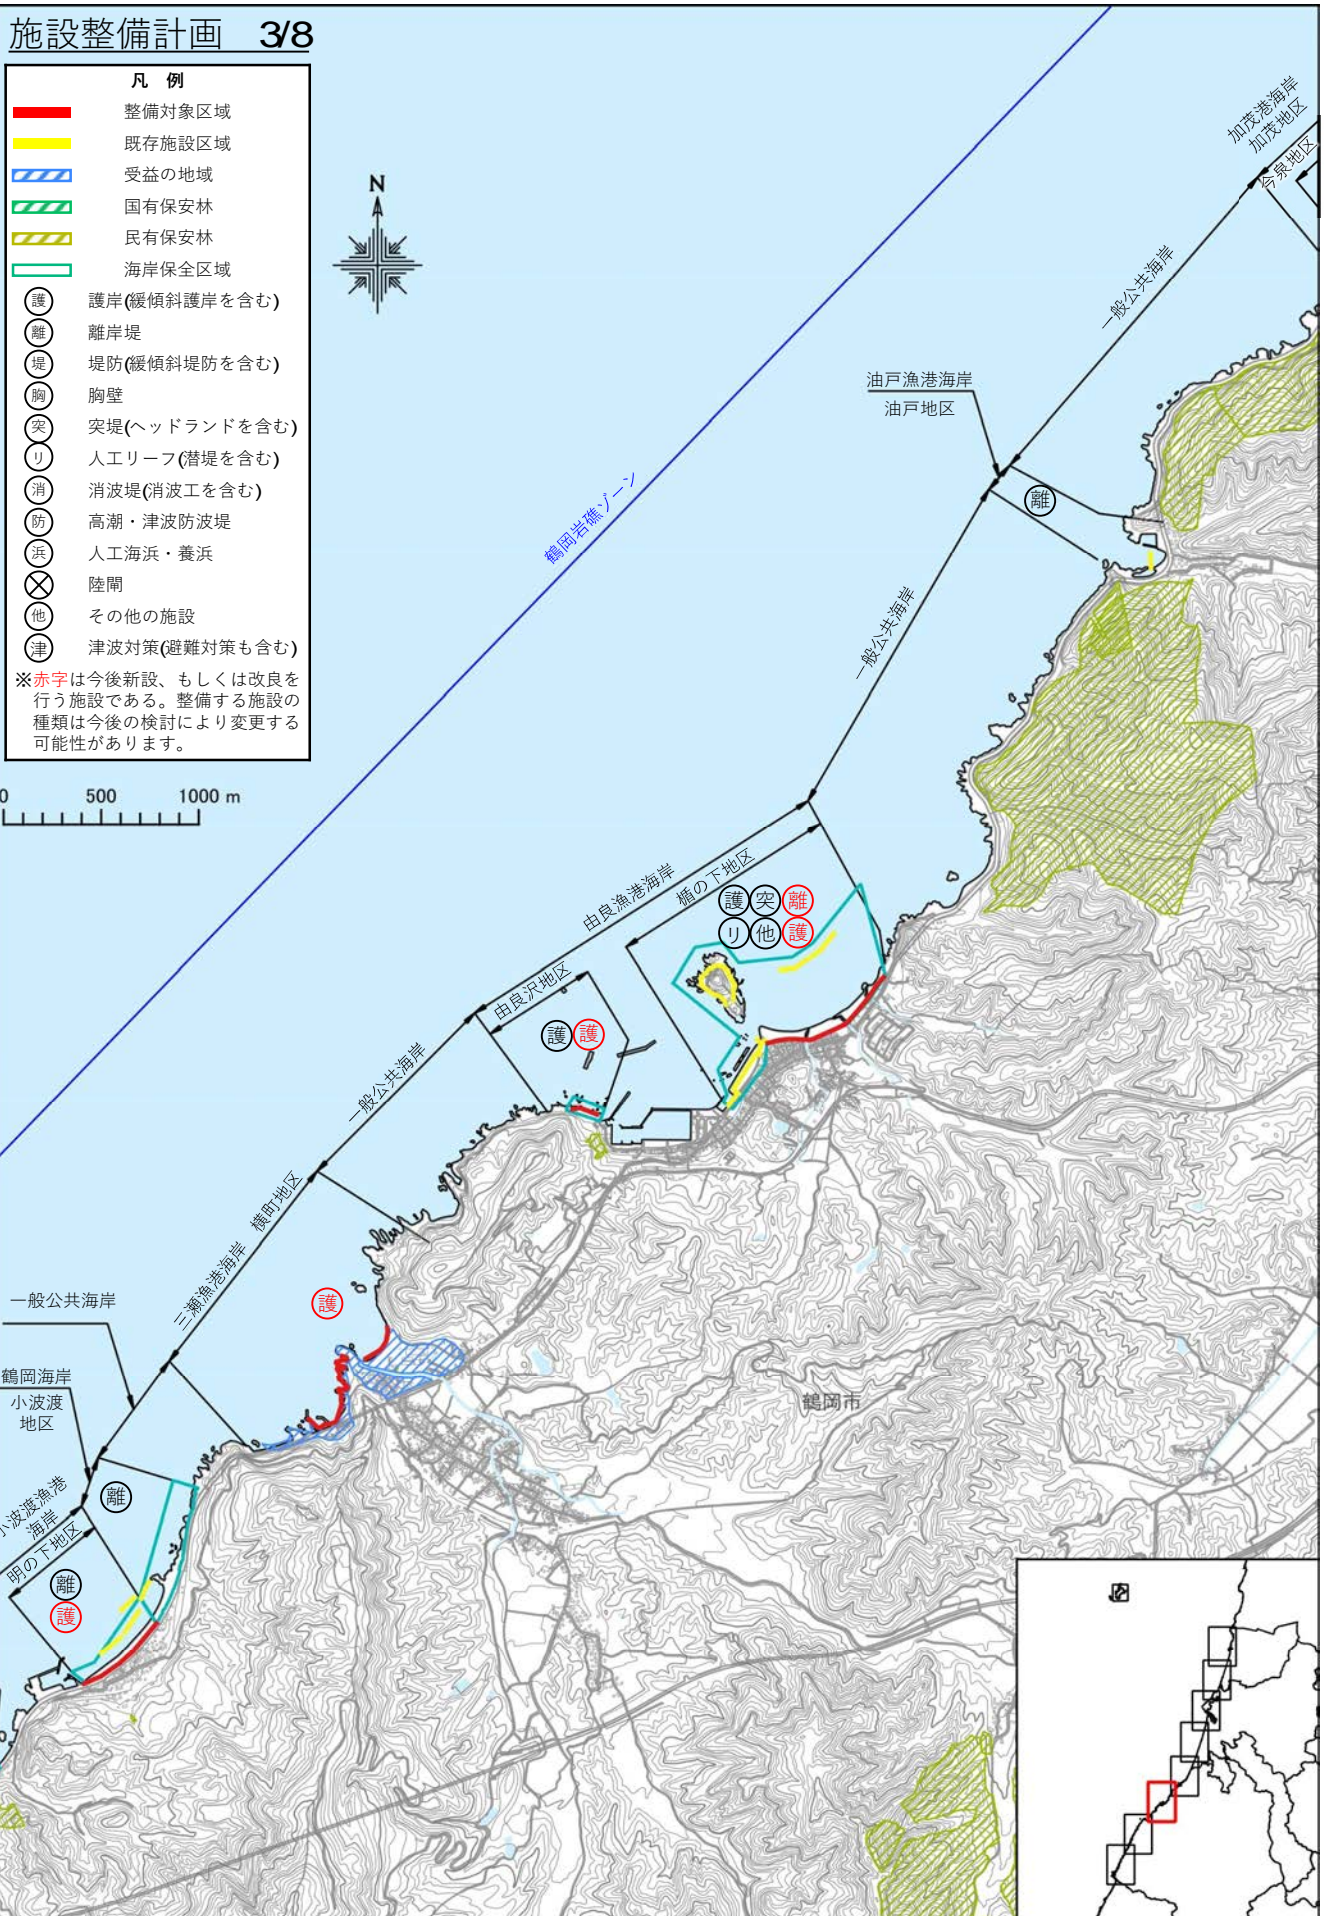 施設整備計画 3/8
凡 例
整備対象区域
既存施設区域
受益の地域
国有保安林
民有保安林
海岸保全区域
護 護岸(緩傾斜護岸を含む)
離 離岸堤
堤 堤防(緩傾斜堤防を含む)
胸 胸壁
突 突堤(ヘッドランドを含む)
リ 人工リーフ(潜堤を含む)
消 消波堤(消波工を含む)
防 高潮・津波防波堤
浜 人工海浜・養浜
陸閘
他 その他の施設
津 津波対策(避難対策も含む)
※赤字は今後新設、もしくは改良を
行う施設である。整備する施設の
種類は今後の検討により変更する
可能性があります。
N
0 500 1000 m
加茂港海岸
加茂地区
今泉地区
一般公共海岸
油戸漁港海岸
油戸地区
離
鶴岡岩礁ゾーン
一般公共海岸
由良漁港海岸
楯の下地区
護 突 離
リ 他 護
由良沢地区
護 護
一般公共海岸
三瀬漁港海岸 横町地区
護
一般公共海岸
鶴岡海岸
小波渡
地区
離
小波渡漁港
海岸
明の下地区
離
護
鶴岡市